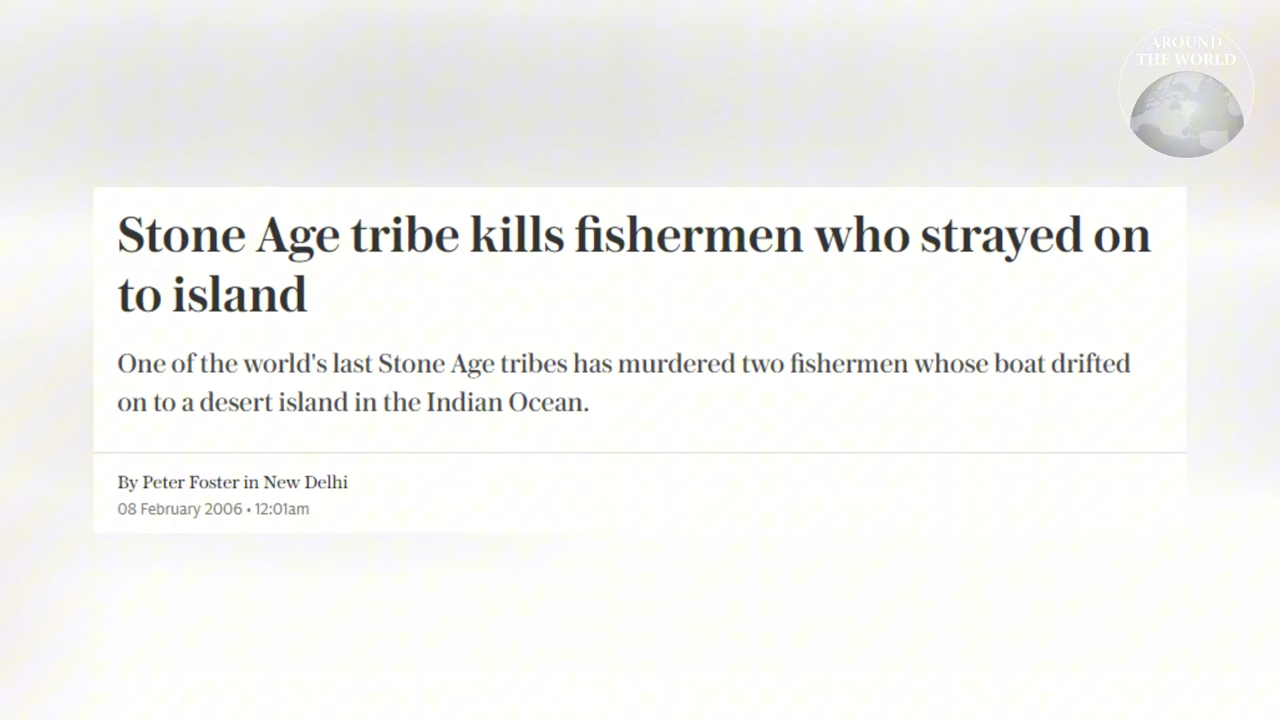 AROUND
THE WORLD
Stone Age tribe kills fishermen who strayed on
to island
One of the world's last Stone Age tribes has murdered two fishermen whose boat drifted
on to a desert island in the Indian Ocean.
By Peter Foster in New Delhi
08 February 2006 • 12:01am